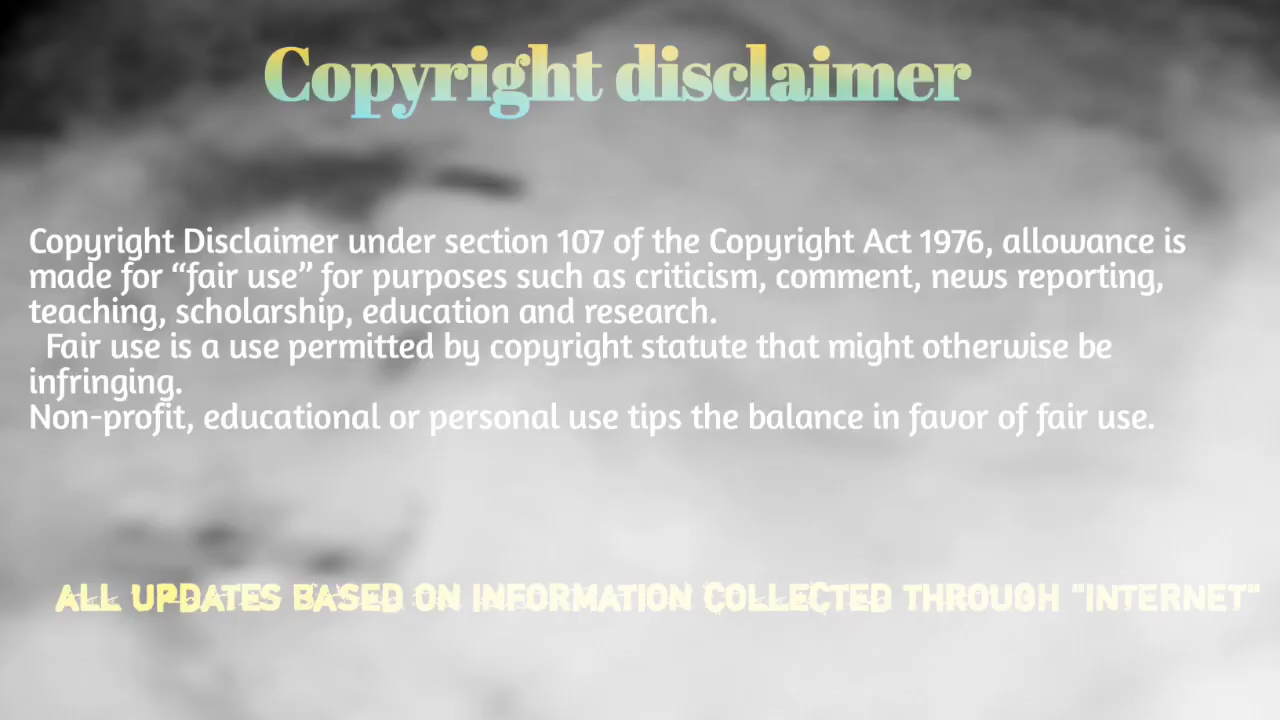 Copyright disclaimer
Copyright Disclaimer under section 107 of the Copyright Act 1976, allowance is
made for “fair use” for purposes such as criticism, comment, news reporting,
teaching, scholarship, education and research.
Fair use is a use permitted by copyright statute that might otherwise be
infringing.
Non-profit, educational or personal use tips the balance in favor of fair use.
ALL UPDATES BASED ON INFORMATION COLLECTED THROUGH "INTERNET"